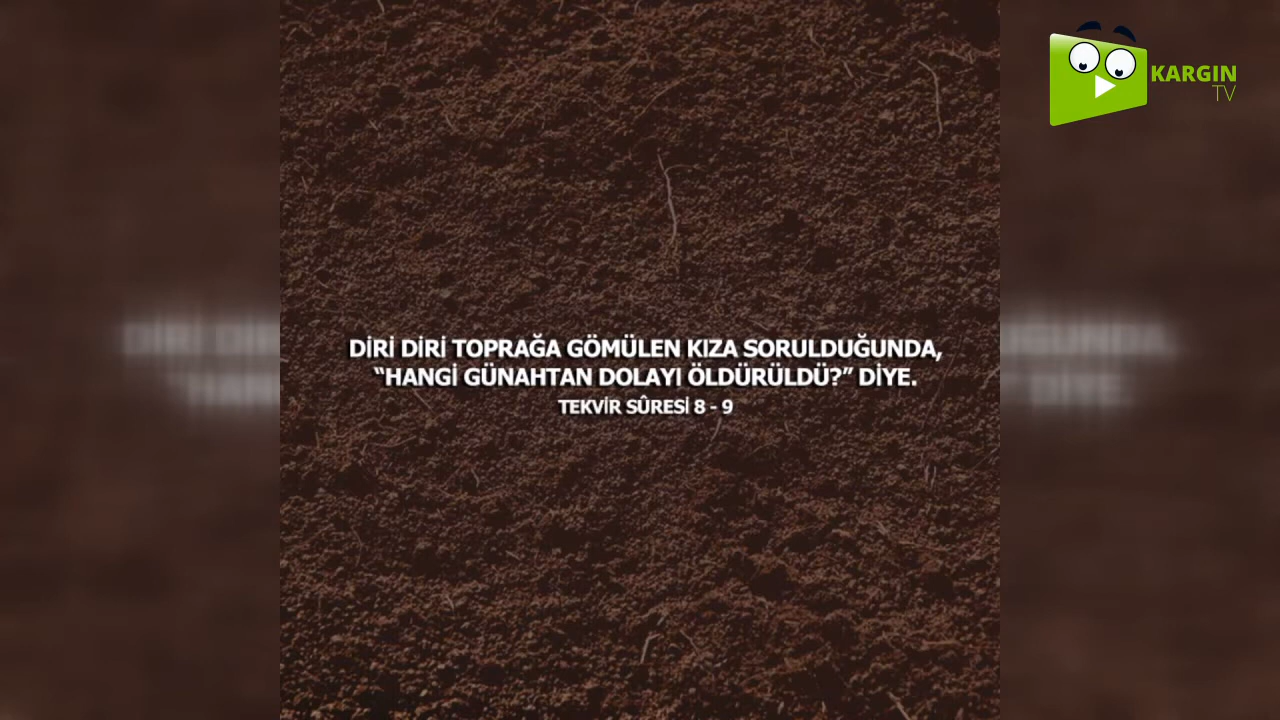 KARGIN
TV
DİRİ DİRİ TOPRAĞA GÖMÜLEN KIZA SORULDUĞUNDA,
“HANGİ GÜNAHTAN DOLAYI ÖLDÜRÜLDÜ?” DİYE.
TEKVİR SÛRESİ 8 - 9